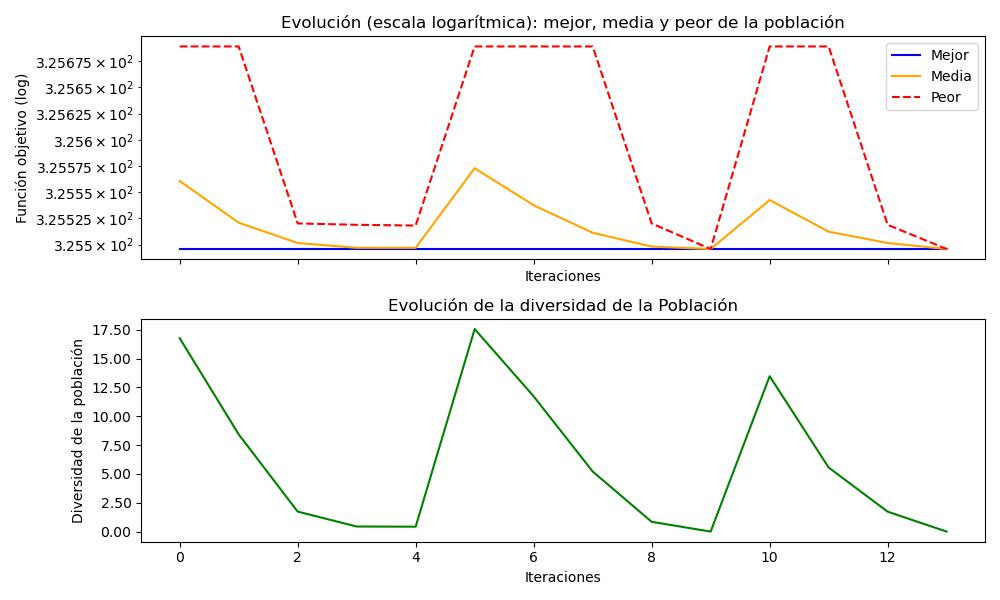 Evolución (escala logarítmica): mejor, media y peor de la población
Función objetivo (log)
3.25675 × 10²
3.2565 × 10²
3.25625 × 10²
3.256 × 10²
3.25575 × 10²
3.2555 × 10²
3.25525 × 10²
3.255 × 10²
Mejor
Media
Peor
Iteraciones
Evolución de la diversidad de la Población
Diversidad de la población
17.50
15.00
12.50
10.00
7.50
5.00
2.50
0.00
0 2 4 6 8 10 12
Iteraciones